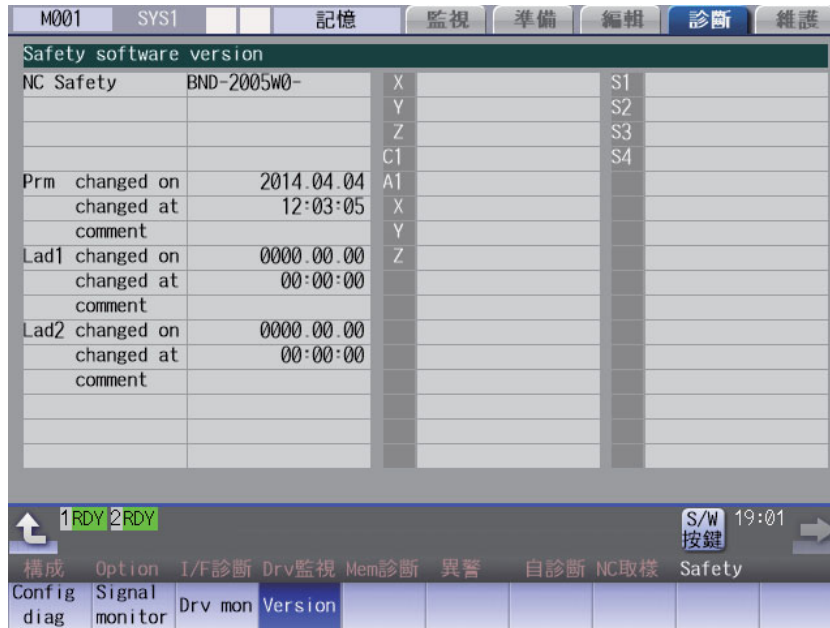 M001 SYS1 記憶 監視 準備 編輯 診斷 維護
Safety software version
NC Safety BND-2005W0- X S1
Y S2
Z S3
C1 S4
Prm changed on 2014.04.04 A1
changed at 12:03:05 X
comment Y
Lad1 changed on 0000.00.00 Z
changed at 00:00:00
comment
Lad2 changed on 0000.00.00
changed at 00:00:00
comment
1 RDY 2 RDY S/W 按鍵 19:01
構成 Option I/F診斷 Drv監視 Mem診斷 異警 自診斷 NC取樣 Safety
Config diag Signal monitor Drv mon Version